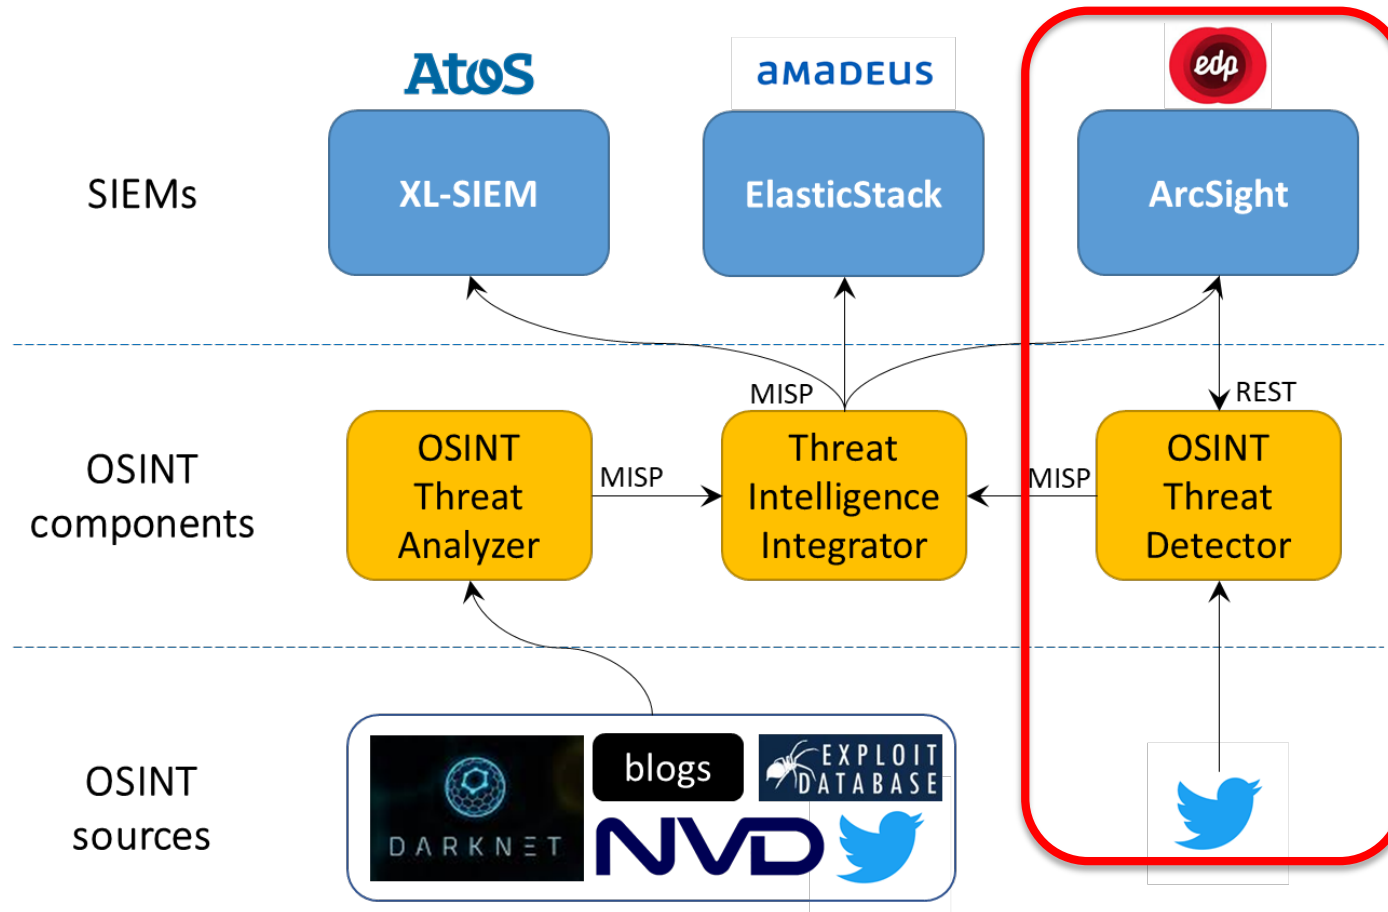 Atos
amadeus
edp
SIEMs
XL-SIEM
ElasticStack
ArcSight
MISP
REST
OSINT
components
OSINT
Threat
Analyzer
MISP
Threat
Intelligence
Integrator
MISP
OSINT
Threat
Detector
OSINT
sources
DARKNET
blogs
EXPLOIT
DATABASE
NVD